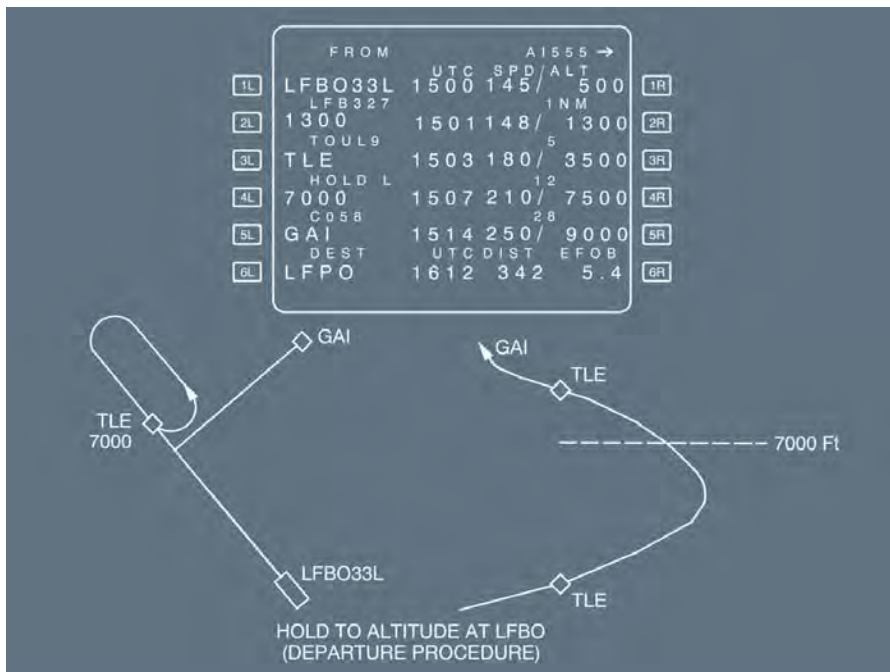 FROM AI555 →
UTC SPD/ALT
1L LFBO33L 1500 145/ 500 1R
LFB327 1NM
2L 1300 1501 148/ 1300 2R
TOUL9 5
3L TLE 1503 180/ 3500 3R
HOLD L 12
4L 7000 1507 210/ 7500 4R
C058 28
5L GAI 1514 250/ 9000 5R
DEST UTC DIST EFOB
6L LFPO 1612 342 5.4 6R
GAI
GAI
TLE
TLE
7000
7000 Ft
LFBO33L
TLE
HOLD TO ALTITUDE AT LFBO
(DEPARTURE PROCEDURE)